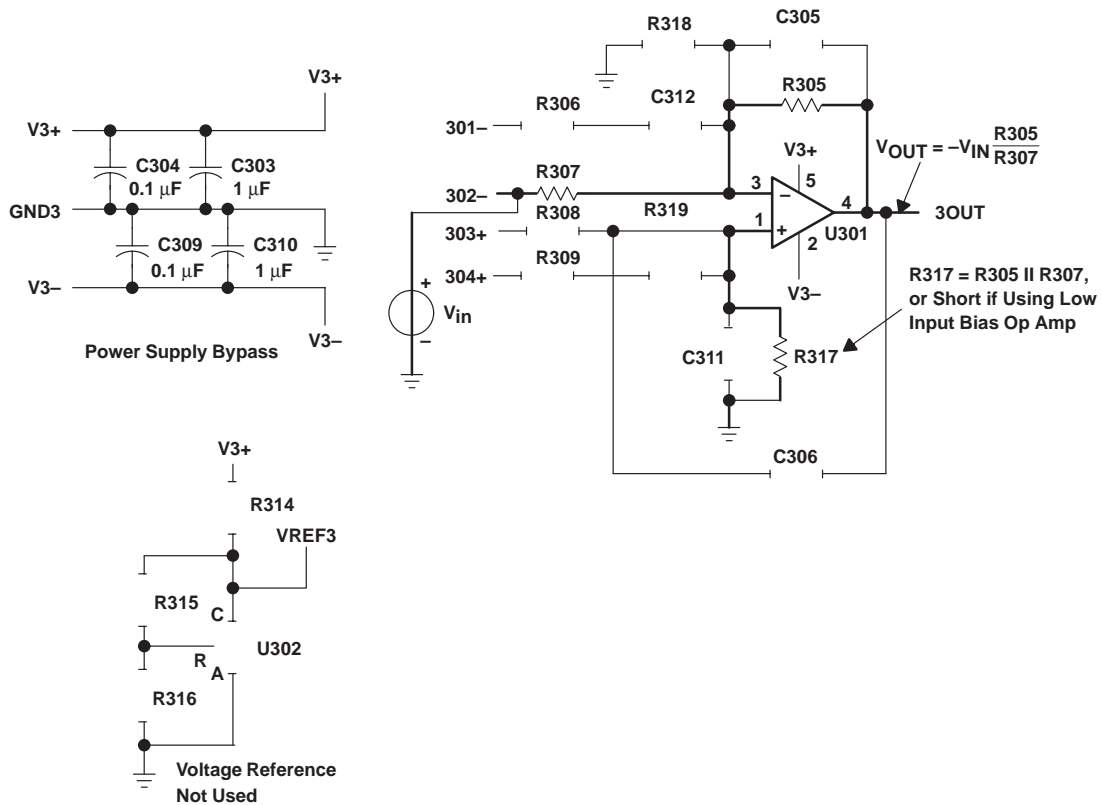 V3+
V3+
C304
0.1 µF
C303
1 µF
GND3
C309
0.1 µF
C310
1 µF
V3–
V3–
Power Supply Bypass
R318
C305
R306
C312
R305
301–
VOUT = –VIN R305
R307
V3+
R307
302–
3
5
4
3OUT
R308
R319
303+
1
+
–
U301
2
R309
304+
V3–
R317 = R305 II R307,
or Short if Using Low
Input Bias Op Amp
+
Vin
–
C311
R317
C306
V3+
R314
VREF3
R315
C
U302
R
A
R316
Voltage Reference
Not Used